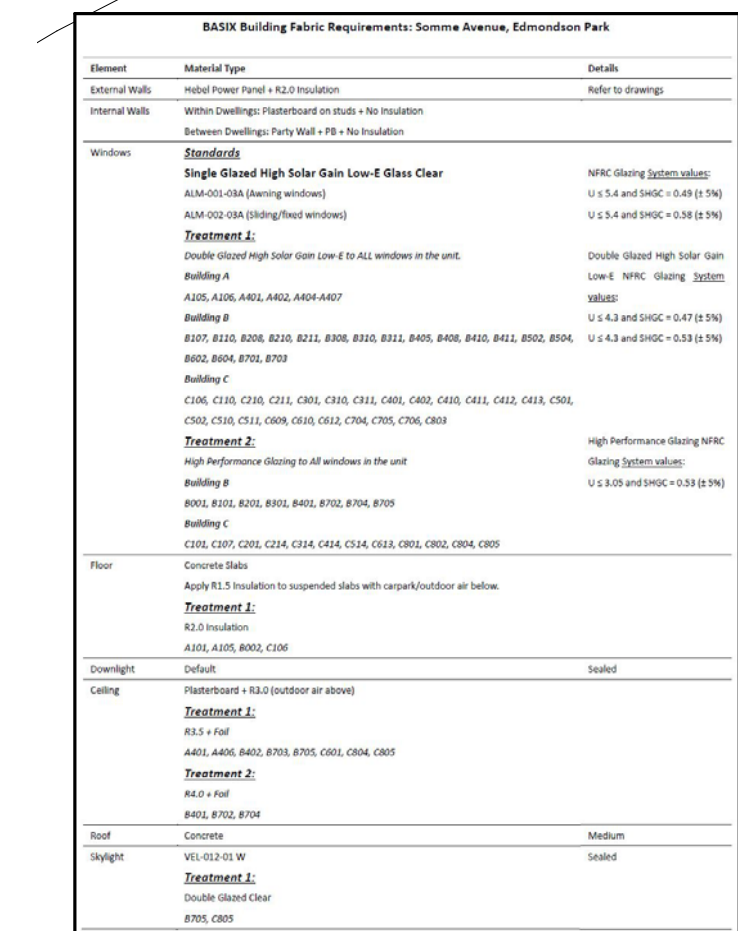 BASIX Building Fabric Requirements: Somme Avenue, Edmondson Park
Element Material Type Details
External Walls Hebel Power Panel + R2.0 Insulation Refer to drawings
Internal Walls Within Dwellings: Plasterboard on studs + No Insulation
Between Dwellings: Party Wall + PB + No Insulation
Windows Standards
Single Glazed High Solar Gain Low-E Glass Clear NFRC Glazing System values:
ALM-001-03A (Awning windows) U ≤ 5.4 and SHGC = 0.49 (± 5%)
ALM-002-03A (Sliding/fixed windows) U ≤ 5.4 and SHGC = 0.58 (± 5%)
Treatment 1:
Double Glazed High Solar Gain Low-E to ALL windows in the unit. Double Glazed High Solar Gain
Building A Low-E NFRC Glazing System
A105, A106, A401, A402, A404-A407 values:
Building B U ≤ 4.3 and SHGC = 0.47 (± 5%)
B107, B110, B208, B210, B211, B308, B310, B311, B405, B408, B410, B411, B502, B504, U ≤ 4.3 and SHGC = 0.53 (± 5%)
B602, B604, B701, B703
Building C
C106, C110, C210, C211, C301, C310, C311, C401, C402, C410, C411, C412, C413, C501,
C502, C510, C511, C609, C610, C612, C704, C705, C706, C803
Treatment 2: High Performance Glazing NFRC
High Performance Glazing to All windows in the unit Glazing System values:
Building B U ≤ 3.05 and SHGC = 0.53 (± 5%)
B001, B101, B201, B301, B401, B702, B704, B705
Building C
C101, C107, C201, C214, C314, C414, C514, C613, C801, C802, C804, C805
Floor Concrete Slabs
Apply R1.5 Insulation to suspended slabs with carpark/outdoor air below.
Treatment 1:
R2.0 Insulation
A101, A105, B002, C106
Downlight Default Sealed
Ceiling Plasterboard + R3.0 (outdoor air above)
Treatment 1:
R3.5 + Foil
A401, A406, B402, B703, B705, C601, C804, C805
Treatment 2:
R4.0 + Foil
B401, B702, B704
Roof Concrete Medium
Skylight VEL-012-01 W Sealed
Treatment 1:
Double Glazed Clear
B705, C805